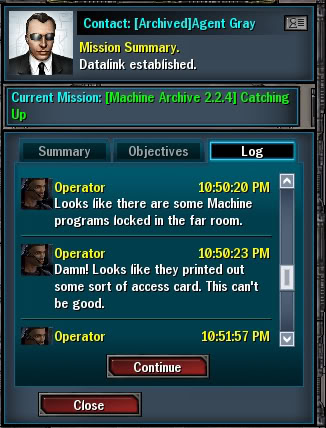 Contact: [Archived]Agent Gray
Mission Summary.
Datalink established.
Current Mission: [Machine Archive 2.2.4] Catching
Up
Summary
Objectives
Log
Operator 10:50:20 PM
Looks like there are some Machine
programs locked in the far room.
Operator 10:50:23 PM
Damn! Looks like they printed out
some sort of access card. This can't
be good.
Operator 10:51:57 PM
Continue
Close